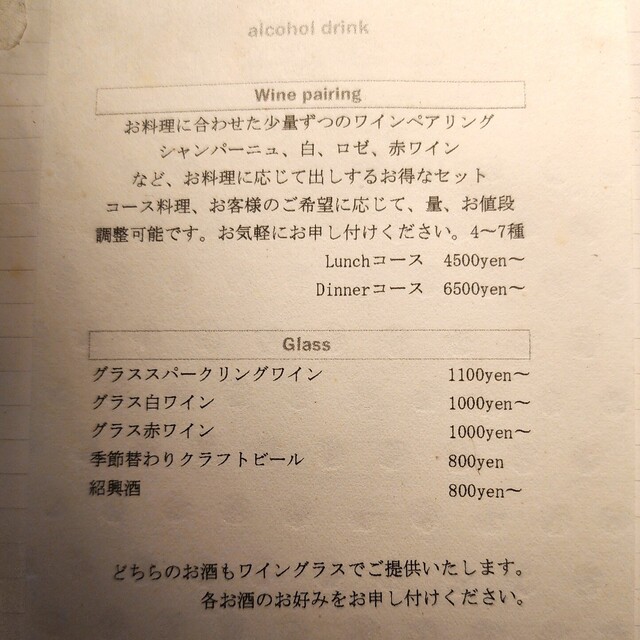 alcohol drink
Wine pairing
お料理に合わせた少量ずつのワインペアリング
シャンパーニュ、白、ロゼ、赤ワイン
など、お料理に応じて出しするお得なセット
コース料理、お客様のご希望に応じて、量、お値段
調整可能です。お気軽にお申し付けください。4～7種
Lunchコース 4500yen～
Dinnerコース 6500yen～
Glass
グラススパークリングワイン 1100yen～
グラス白ワイン 1000yen～
グラス赤ワイン 1000yen～
季節替わりクラフトビール 800yen
紹興酒 800yen～
どちらのお酒もワイングラスでご提供いたします。
各お酒のお好みをお申し付けください。